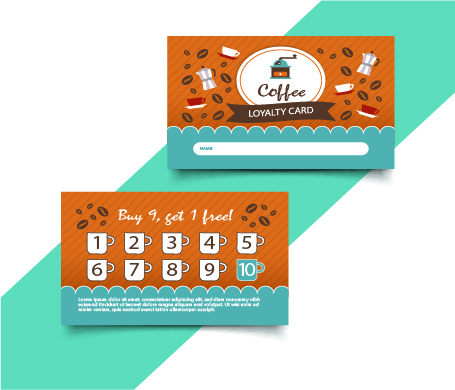 Coffee
LOYALTY CARD
NAME
Buy 9, get 1 free!
1 2 3 4 5
6 7 8 9 10
Lorem ipsum dolor sit amet, consectetuer adipiscing elit, sed diam nonummy nibh
euismod tincidunt ut laoreet dolore magna aliquam erat volutpat. Ut wisi enim ad
minim veniam, quis nostrud exerci tation ullamcorper suscipit